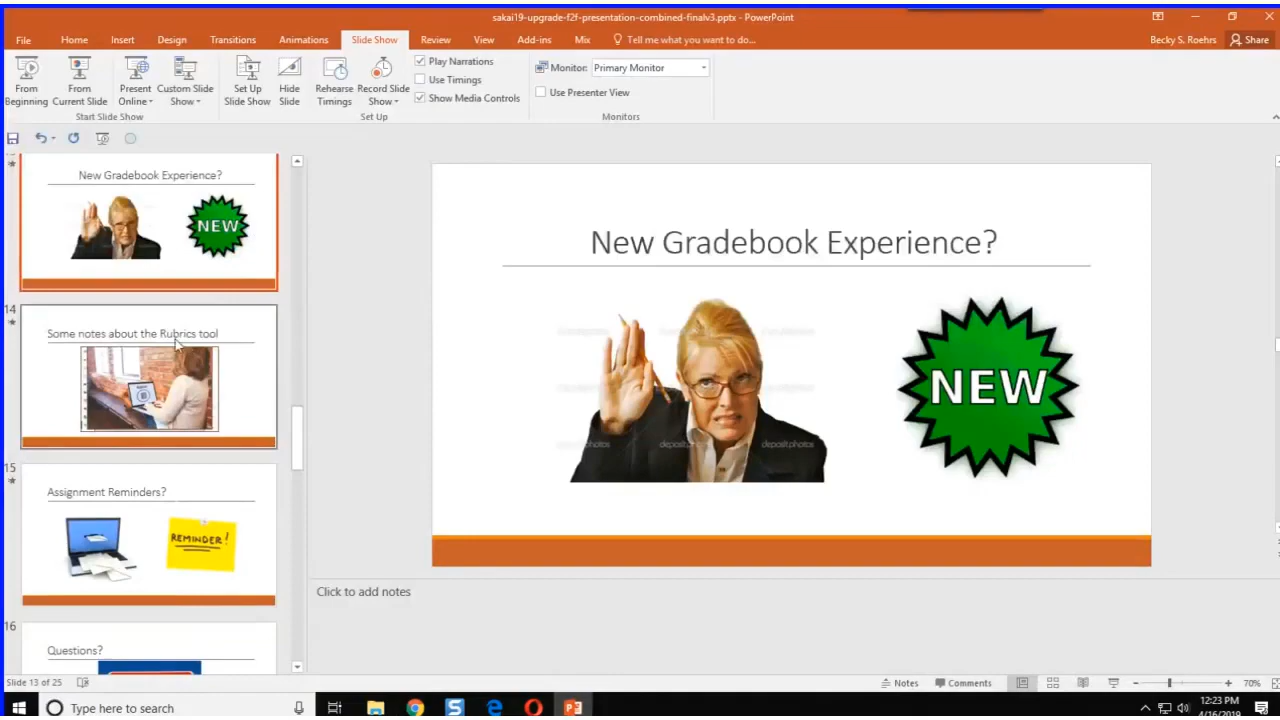 sakai19-upgrade-f2f-presentation-combined-finalv3.pptx - PowerPoint
File Home Insert Design Transitions Animations Slide Show Review View Add-ins Mix Tell me what you want to do... Becky S. Roehrs Share
From Beginning
From Current Slide
Present Online
Custom Slide Show
Set Up Slide Show
Hide Slide
Rehearse Timings
Record Slide Show
Play Narrations
Use Timings
Show Media Controls
Monitor: Primary Monitor
Use Presenter View
Start Slide Show
Set Up
Monitors
New Gradebook Experience?
NEW
14
Some notes about the Rubrics tool
15
Assignment Reminders?
REMINDER!
16
Questions?
New Gradebook Experience?
NEW
depositphotos
depositphotos
Click to add notes
Slide 13 of 25
Notes Comments 70%
Type here to search
12:23 PM
4/16/2019